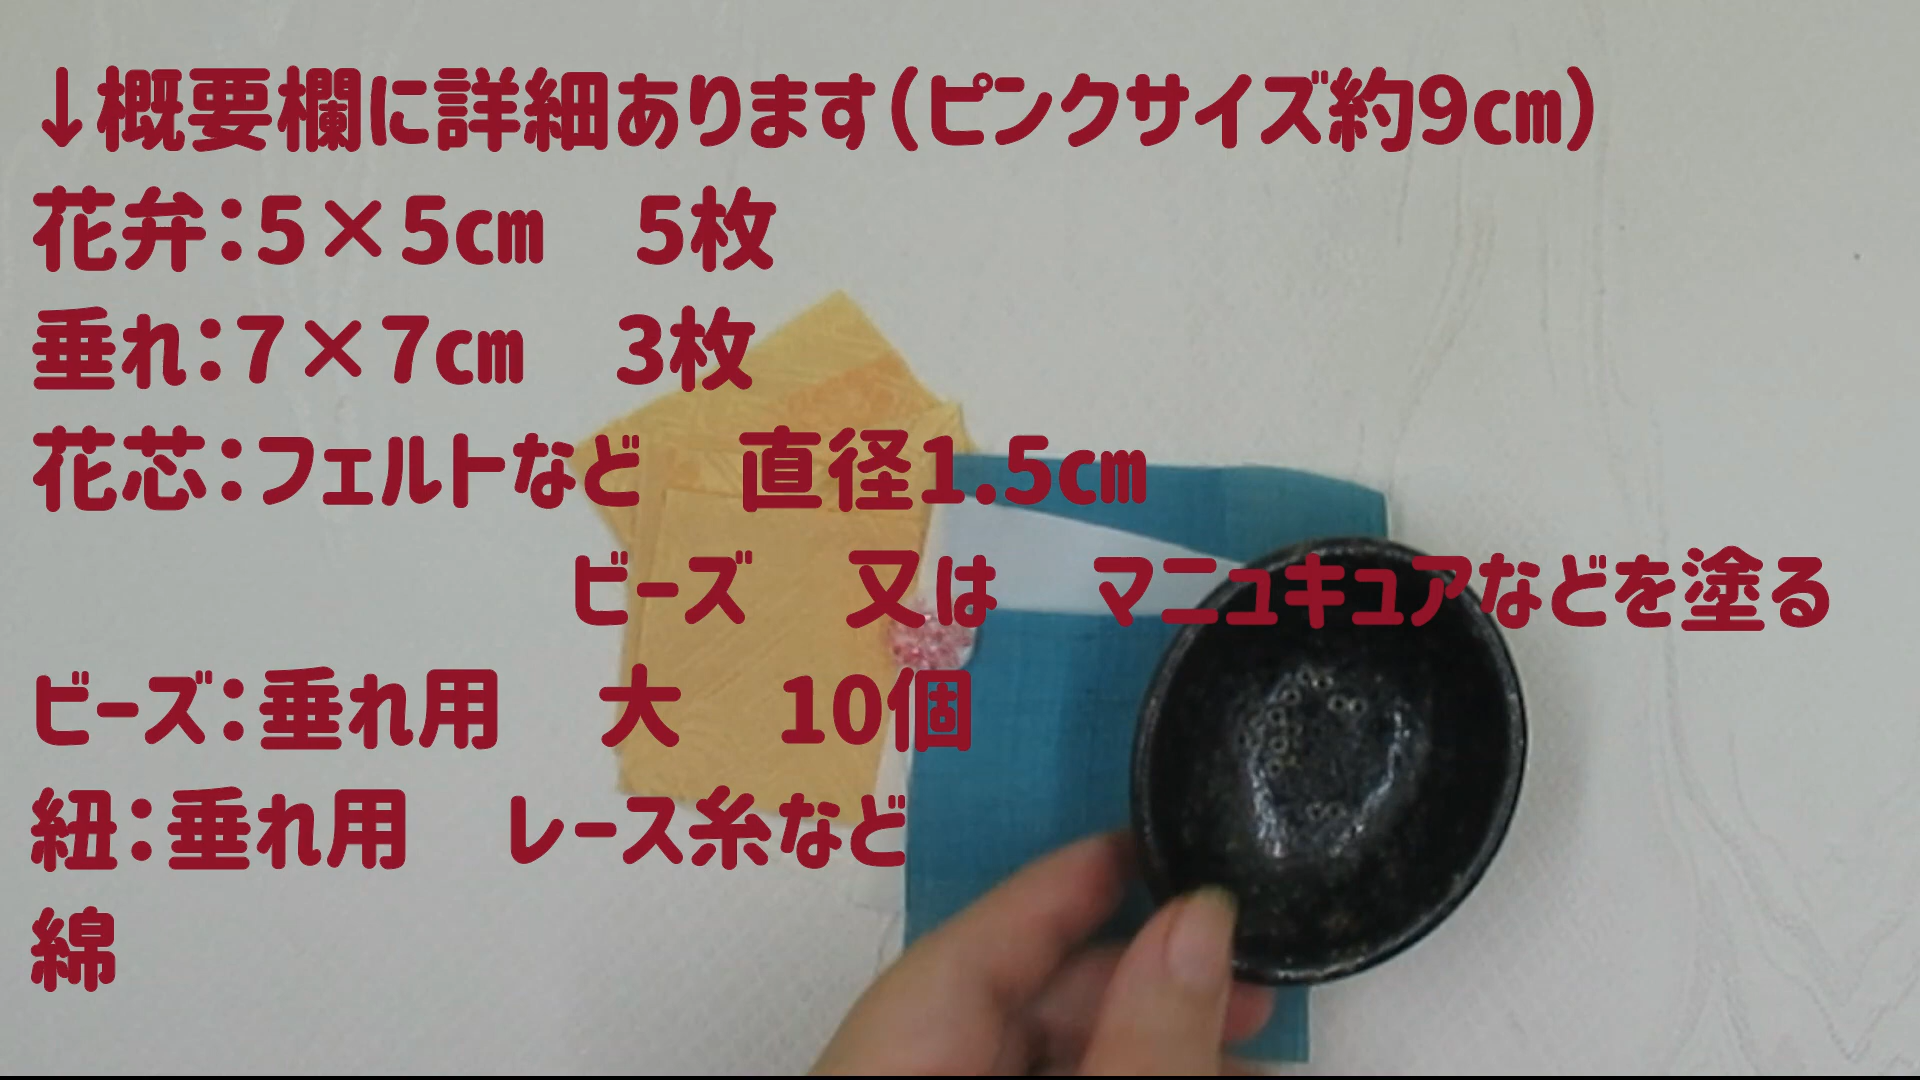 ↓概要欄に詳細あります(ピンクサイズ約9cm)
花弁:5×5cm　5枚
垂れ:7×7cm　3枚
花芯:フェルトなど　直径1.5cm
ビーズ　又は　マニュキュアなどを塗る
ビーズ:垂れ用　大　10個
紐:垂れ用　レース糸など
綿